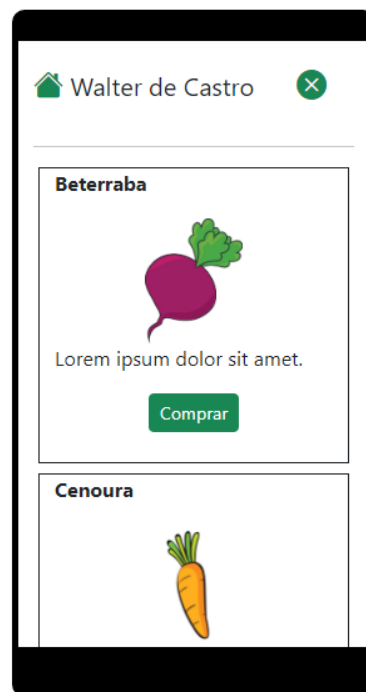 Walter de Castro
Beterraba
Lorem ipsum dolor sit amet.
Comprar
Cenoura